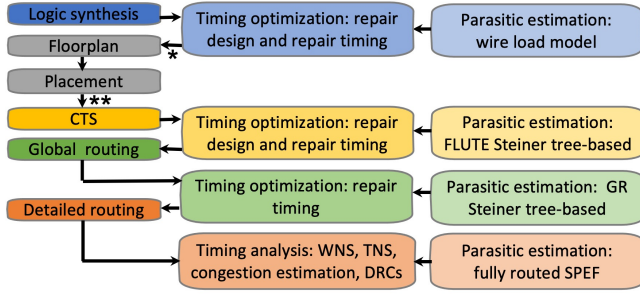 Logic synthesis
Timing optimization: repair
design and repair timing
Parasitic estimation:
wire load model
Floorplan
*
Placement
**
CTS
Timing optimization: repair
design and repair timing
Parasitic estimation:
FLUTE Steiner tree-based
Global routing
Timing optimization: repair
timing
Parasitic estimation: GR
Steiner tree-based
Detailed routing
Timing analysis: WNS, TNS,
congestion estimation, DRCs
Parasitic estimation:
fully routed SPEF